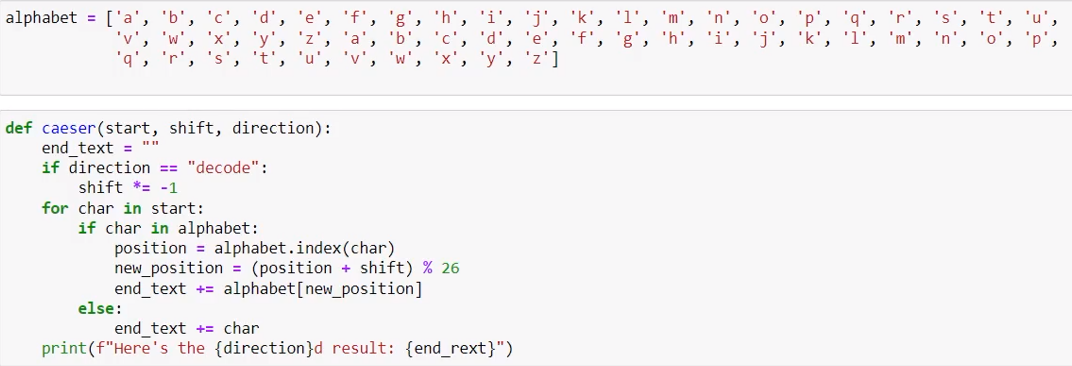 alphabet = ['a', 'b', 'c', 'd', 'e', 'f', 'g', 'h', 'i', 'j', 'k', 'l', 'm', 'n', 'o', 'p', 'q', 'r', 's', 't', 'u',
            'v', 'w', 'x', 'y', 'z', 'a', 'b', 'c', 'd', 'e', 'f', 'g', 'h', 'i', 'j', 'k', 'l', 'm', 'n', 'o', 'p',
            'q', 'r', 's', 't', 'u', 'v', 'w', 'x', 'y', 'z']
def caeser(start, shift, direction):
    end_text = ""
    if direction == "decode":
        shift *= -1
    for char in start:
        if char in alphabet:
            position = alphabet.index(char)
            new_position = (position + shift) % 26
            end_text += alphabet[new_position]
        else:
            end_text += char
    print(f"Here's the {direction}d result: {end_rext}")